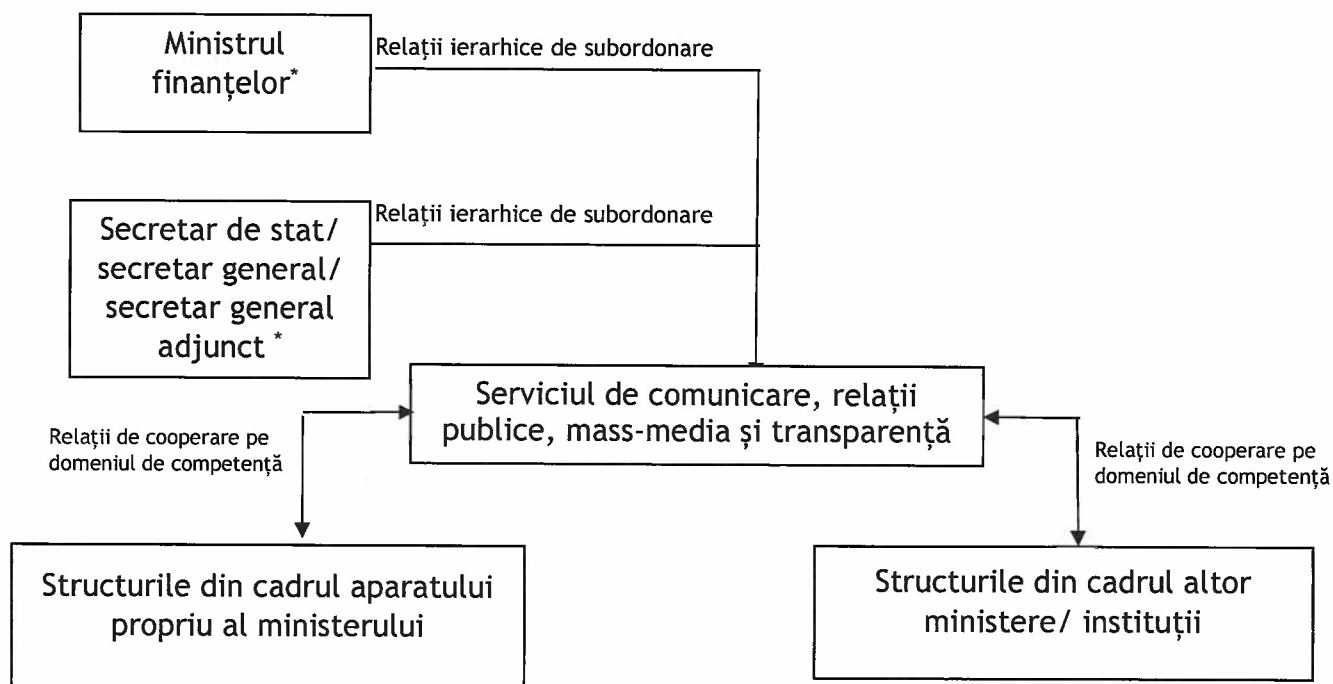 Ministrul
finanțelor*
Relații ierarhice de subordonare
Secretar de stat/
secretar general/
secretar general
adjunct *
Relații ierarhice de subordonare
Serviciul de comunicare, relații
publice, mass-media și transparență
Relații de cooperare pe
domeniul de competență
Relații de cooperare pe
domeniul de competență
Structurile din cadrul aparatului
propriu al ministerului
Structurile din cadrul altor
ministere/ instituții